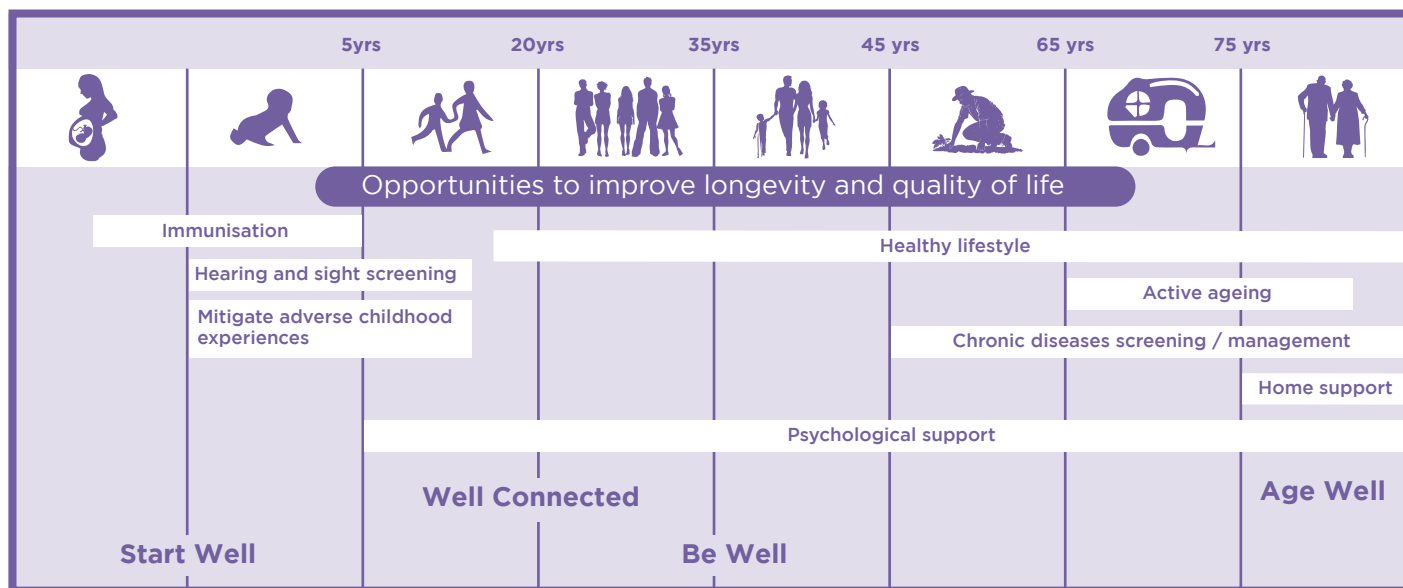 5yrs
20yrs
35yrs
45 yrs
65 yrs
75 yrs
Opportunities to improve longevity and quality of life
Immunisation
Healthy lifestyle
Hearing and sight screening
Active ageing
Mitigate adverse childhood
experiences
Chronic diseases screening / management
Home support
Psychological support
Well Connected
Age Well
Start Well
Be Well